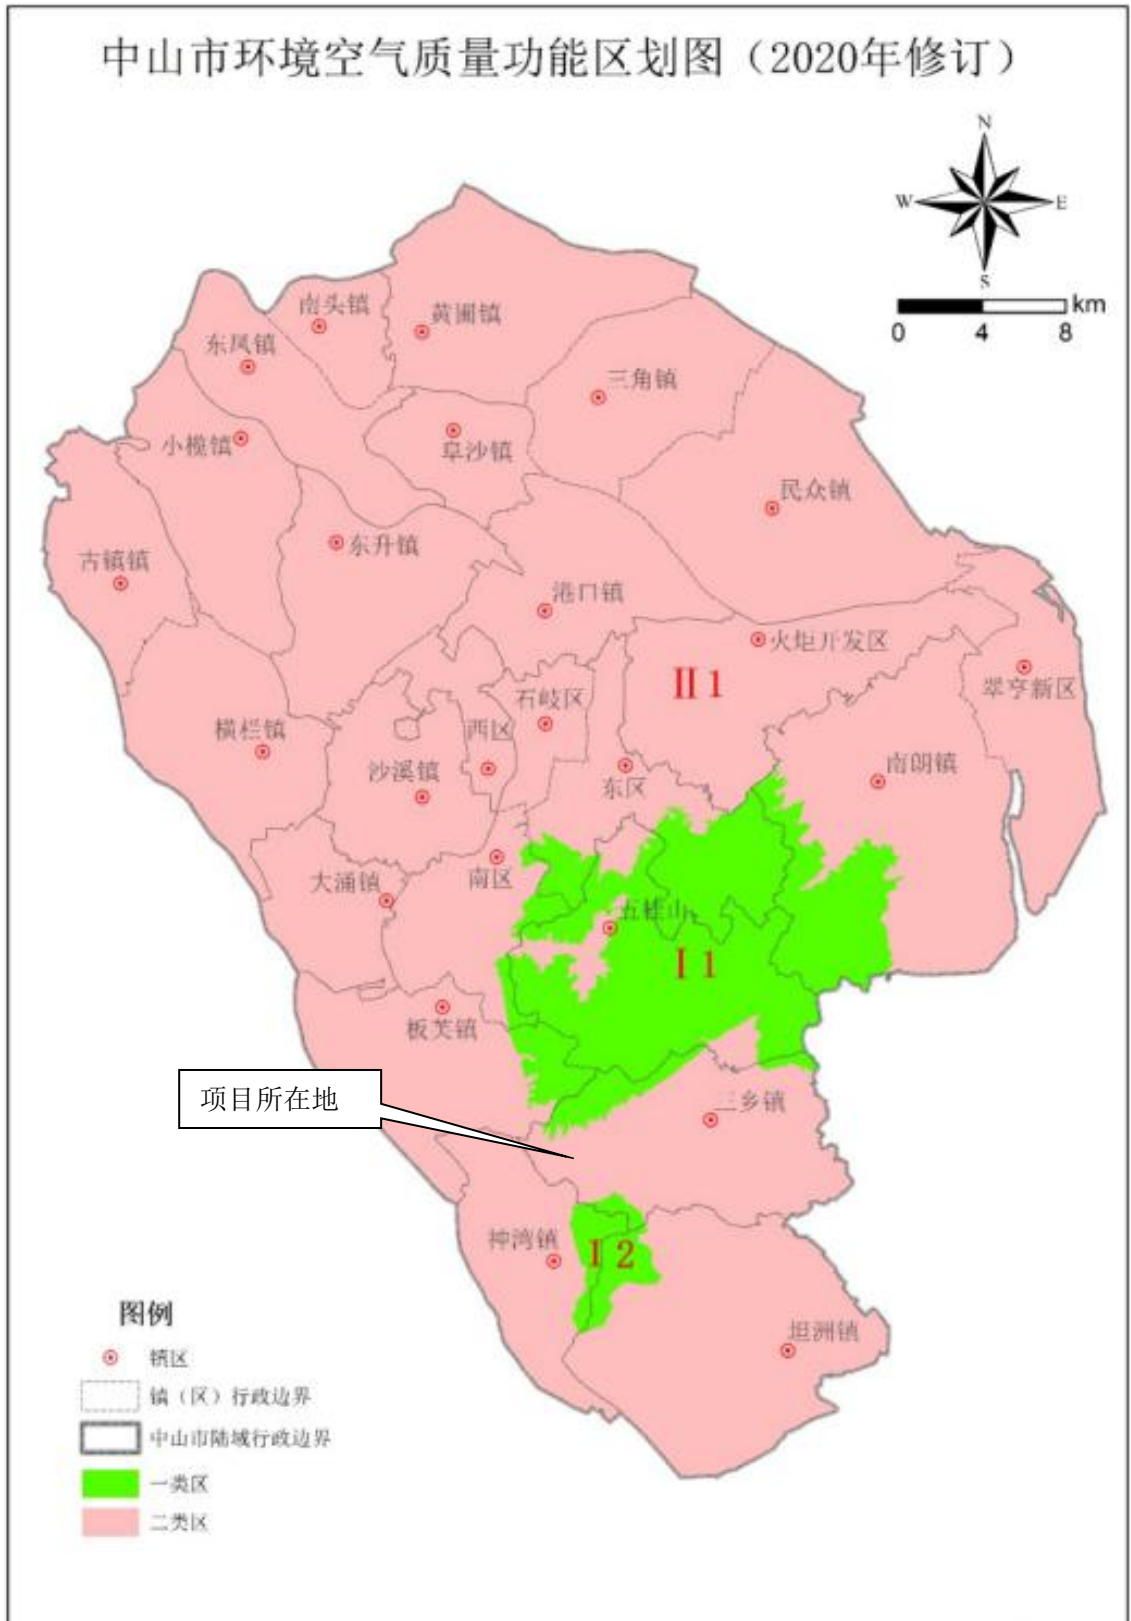 中山市环境空气质量功能区划图（2020年修订）
N
W
E
S
km
0 4 8
南头镇
黄圃镇
东凤镇
三角镇
小榄镇
阜沙镇
民众镇
东升镇
古镇镇
港口镇
火炬开发区
翠亨新区
Ⅱ1
石岐区
西区
横栏镇
沙溪镇
东区
南朗镇
大涌镇
南区
五桂山
Ⅰ1
板芙镇
项目所在地
三乡镇
神湾镇
Ⅰ2
坦洲镇
图例
镇区
镇（区）行政边界
中山市陆域行政边界
一类区
二类区